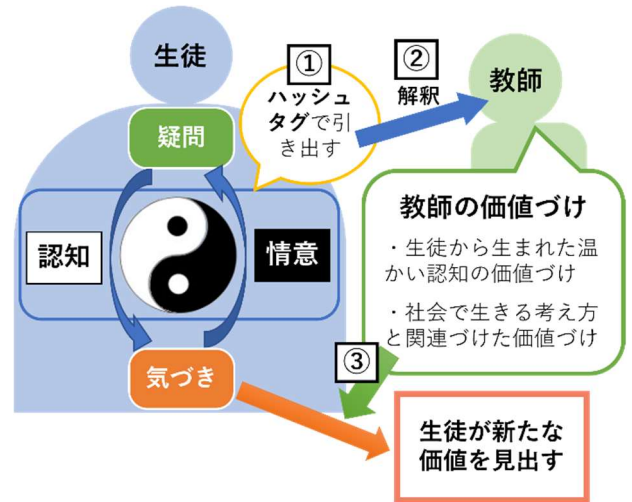 生徒
①
ハッシュ
タグで引
き出す
②
解釈
教師
疑問
認知
情意
気づき
教師の価値づけ
・生徒から生まれた温
かい認知の価値づけ
・社会で生きる考え方
と関連づけた価値づけ
③
生徒が新たな
価値を見出す